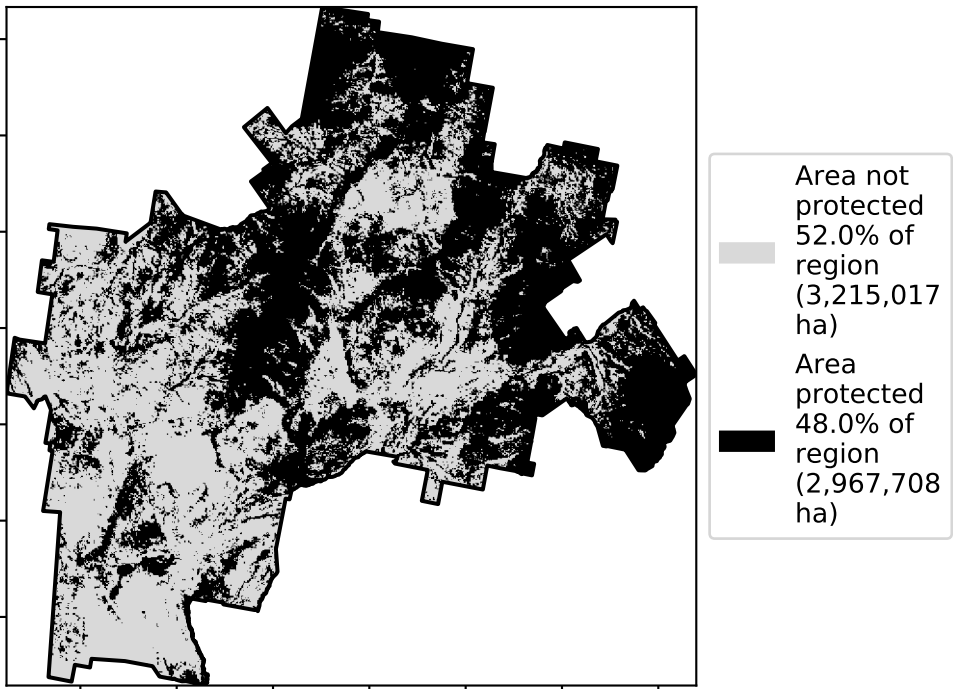 Area not
protected
52.0% of
region
(3,215,017
ha)
Area
protected
48.0% of
region
(2,967,708
ha)